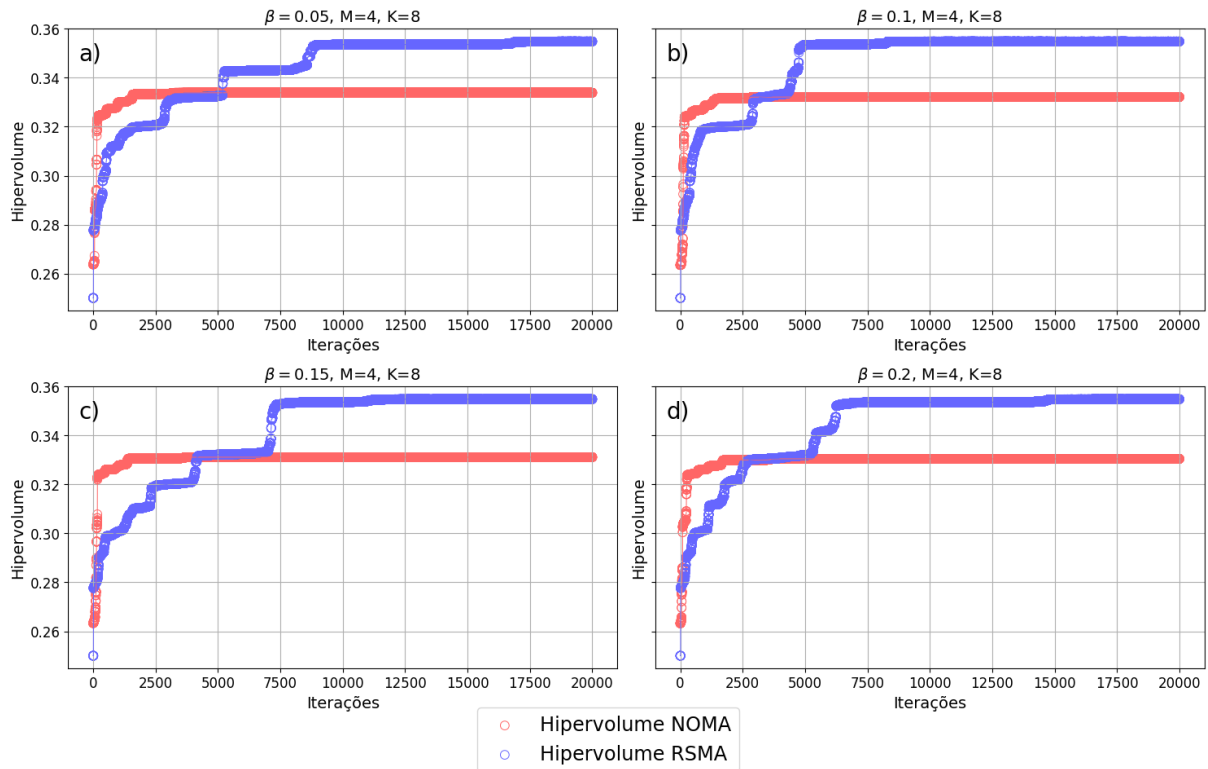 β = 0.05, M=4, K=8
a)
0.36
0.34
0.32
0.30
0.28
0.26
Hipervolume
0 2500 5000 7500 10000 12500 15000 17500 20000
Iterações
β = 0.1, M=4, K=8
b)
Hipervolume
0 2500 5000 7500 10000 12500 15000 17500 20000
Iterações
β = 0.15, M=4, K=8
c)
0.36
0.34
0.32
0.30
0.28
0.26
Hipervolume
0 2500 5000 7500 10000 12500 15000 17500 20000
Iterações
β = 0.2, M=4, K=8
d)
Hipervolume
0 2500 5000 7500 10000 12500 15000 17500 20000
Iterações
Hipervolume NOMA
Hipervolume RSMA